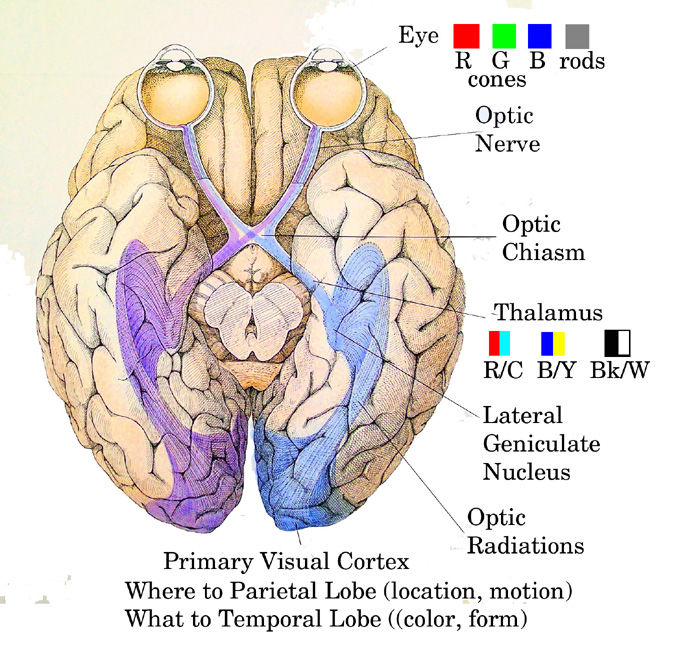 Eye
R G B rods
cones
Optic
Nerve
Optic
Chiasm
Thalamus
R/C B/Y Bk/W
Lateral
Geniculate
Nucleus
Optic
Radiations
Primary Visual Cortex
Where to Parietal Lobe (location, motion)
What to Temporal Lobe ((color, form)